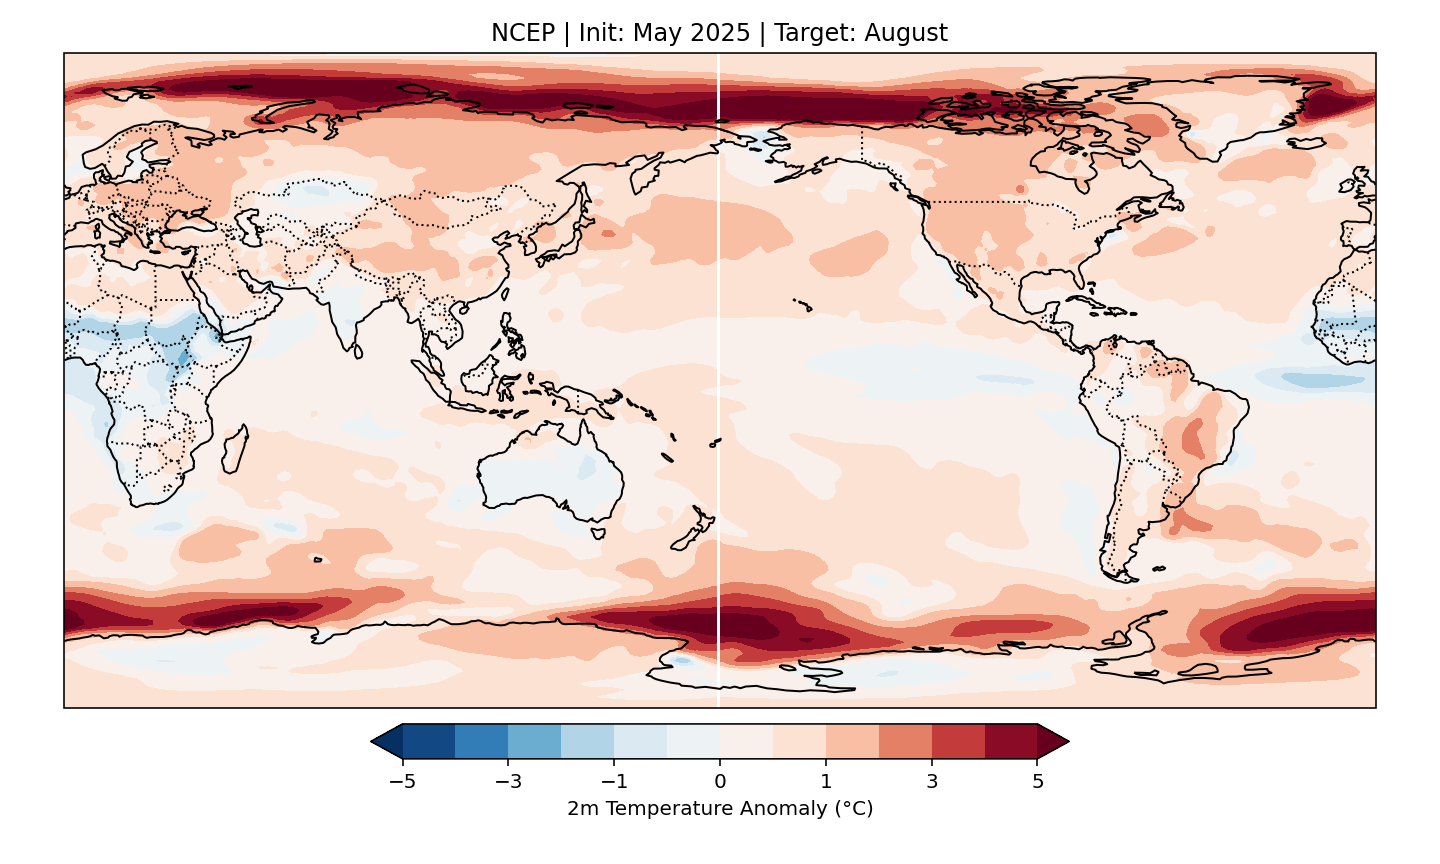 NCEP | Init: May 2025 | Target: August
−5 −3 −1 0 1 3 5
2m Temperature Anomaly (°C)